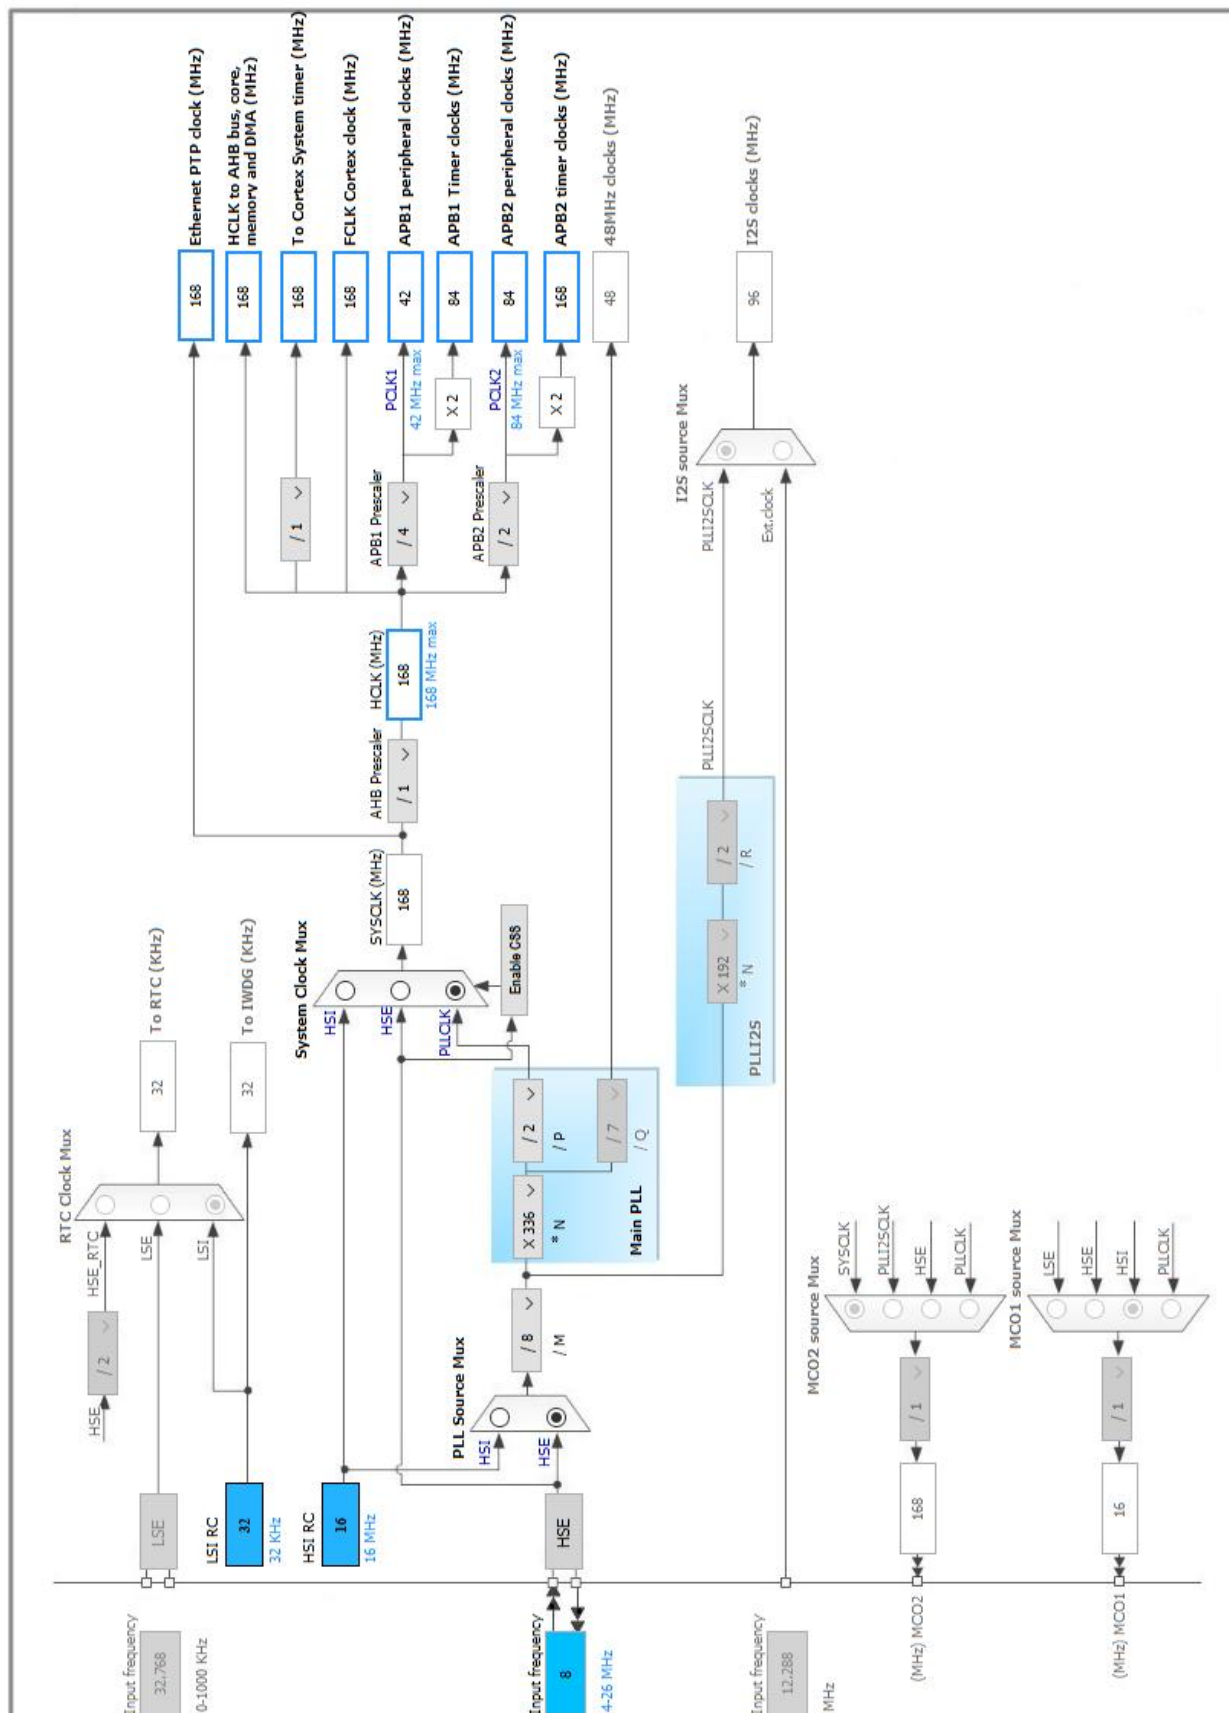 Input frequency
32.768
0-1000 KHz
LSE
LSI RC
32
32 KHz
HSI RC
16
16 MHz
HSE
/ 2
HSE_RTC
LSE
LSI
RTC Clock Mux
32
To RTC (KHz)
32
To IWDG (KHz)
Input frequency
8
4-26 MHz
HSE
PLL Source Mux
HSI
HSE
/ 8
/ M
X 336
* N
/ 2
/ P
/ 7
/ Q
Main PLL
System Clock Mux
HSI
HSE
PLLCLK
Enable CSS
SYSCLK (MHz)
168
AHB Prescaler
/ 1
HCLK (MHz)
168
168 MHz max
/ 1
APB1 Prescaler
/ 4
PCLK1
42 MHz max
X 2
APB2 Prescaler
/ 2
PCLK2
84 MHz max
X 2
168
Ethernet PTP clock (MHz)
168
HCLK to AHB bus, core,
memory and DMA (MHz)
168
To Cortex System timer (MHz)
168
FCLK Cortex clock (MHz)
42
APB1 peripheral clocks (MHz)
84
APB1 Timer clocks (MHz)
84
APB2 peripheral clocks (MHz)
168
APB2 timer clocks (MHz)
48
48MHz clocks (MHz)
X 192
* N
/ 2
/ R
PLLI2S
PLLI2SCLK
PLLI2SCLK
Ext.clock
I2S source Mux
96
I2S clocks (MHz)
Input frequency
12.288
MHz
MCO2 source Mux
SYSCLK
PLLI2SCLK
HSE
PLLCLK
/ 1
168
(MHz) MCO2
MCO1 source Mux
LSE
HSE
HSI
PLLCLK
/ 1
16
(MHz) MCO1